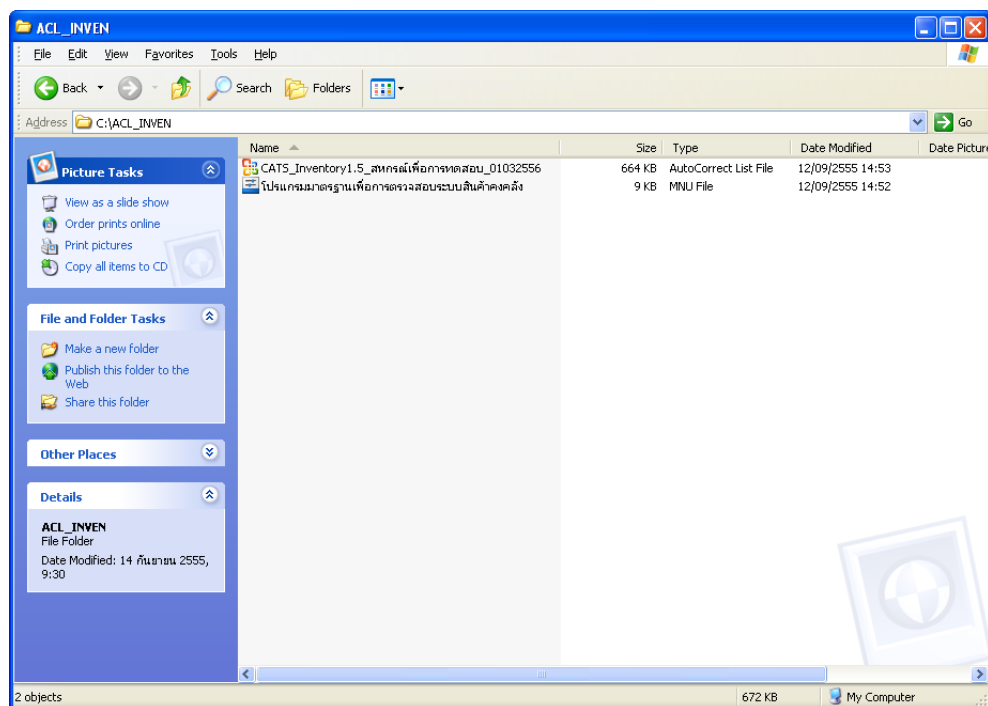 ACL_INVEN
File Edit View Favorites Tools Help
Back Search Folders
Address C:\ACL_INVEN Go
Name Size Type Date Modified Date Picture
CATS_Inventory1.5_สหกรณ์เพื่อการทดสอบ_01032556 664 KB AutoCorrect List File 12/09/2555 14:53
โปรแกรมมาตรฐานเพื่อการตรวจสอบระบบสินค้าคงคลัง 9 KB MNU File 12/09/2555 14:52
Picture Tasks
View as a slide show
Order prints online
Print pictures
Copy all items to CD
File and Folder Tasks
Make a new folder
Publish this folder to the
Web
Share this folder
Other Places
Details
ACL_INVEN
File Folder
Date Modified: 14 กันยายน 2555,
9:30
2 objects 672 KB My Computer